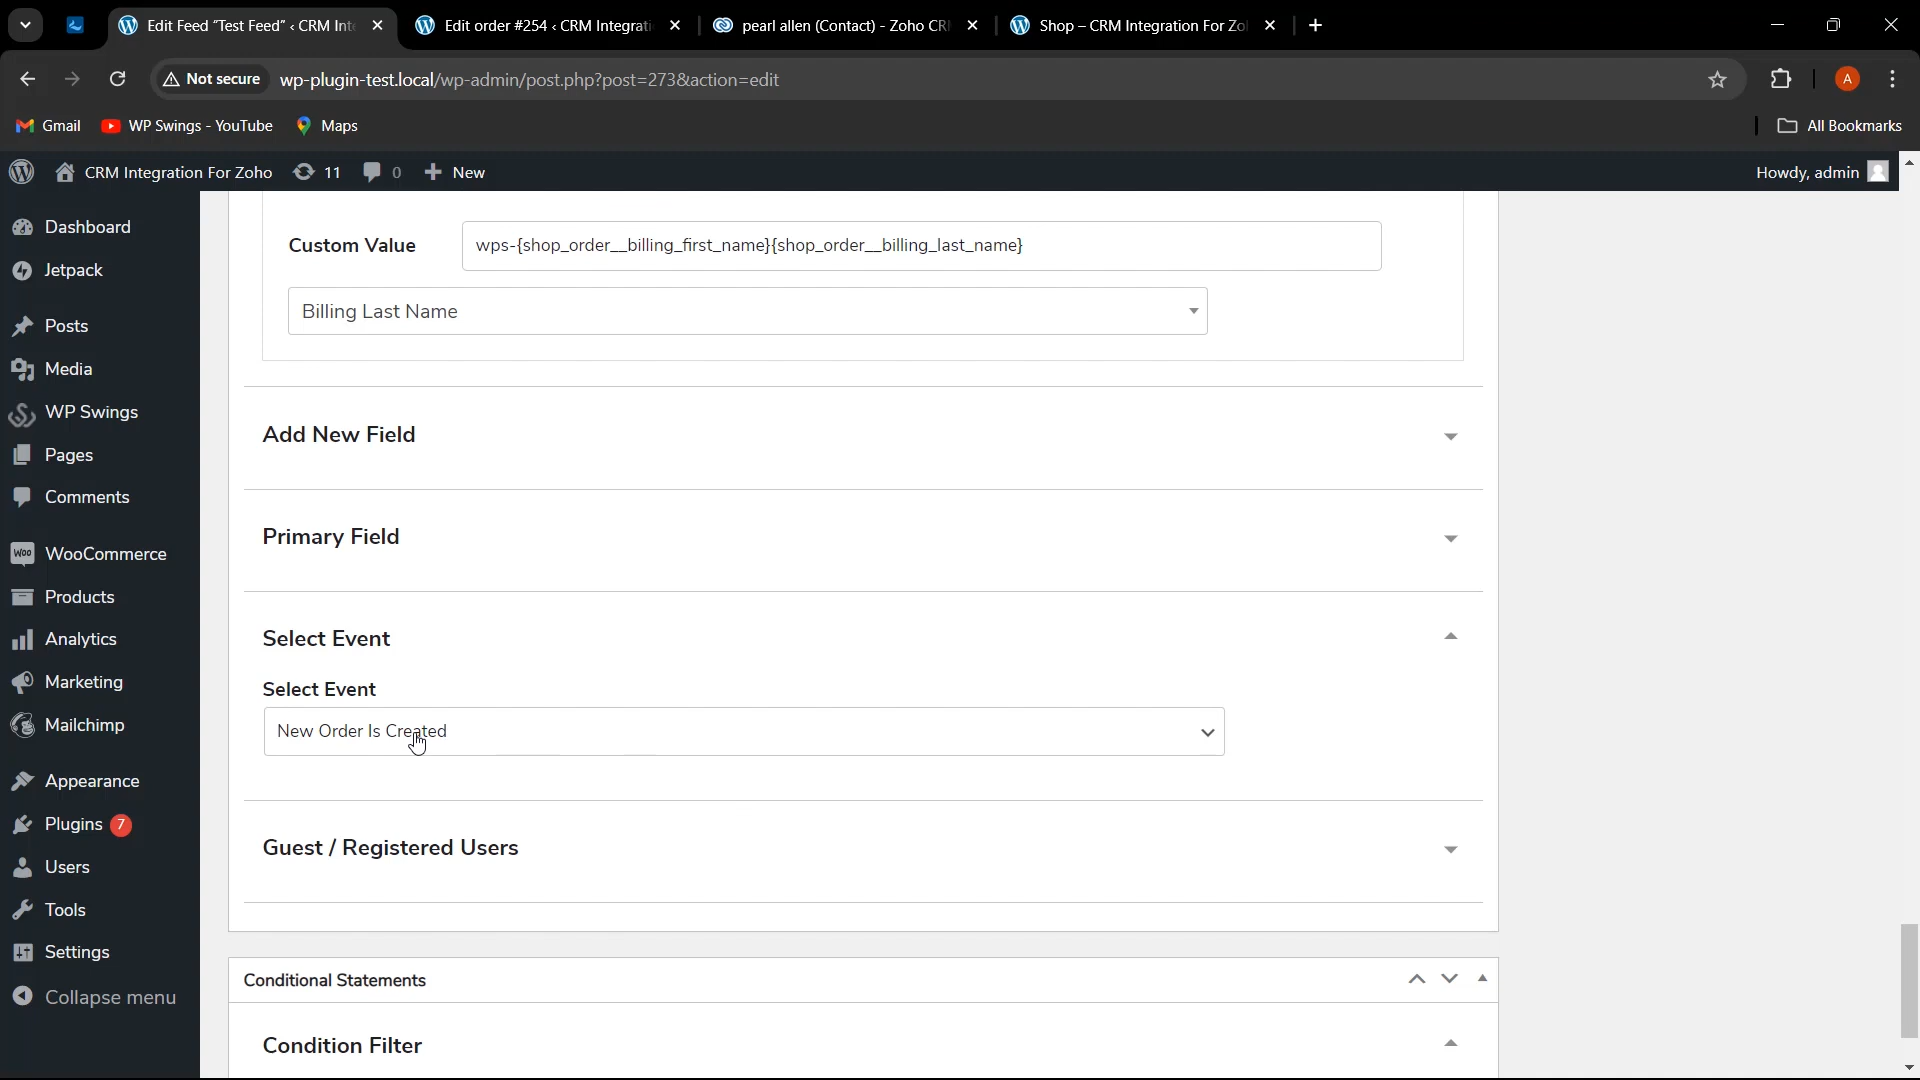 Edit Feed "Test Feed" ‹ CRM Inte
Edit order #254 ‹ CRM Integrati
pearl allen (Contact) - Zoho CR
Shop – CRM Integration For Zo
Not secure
wp-plugin-test.local/wp-admin/post.php?post=273&action=edit
A
Gmail
WP Swings - YouTube
Maps
All Bookmarks
CRM Integration For Zoho
11
0
New
Howdy, admin
Dashboard
Jetpack
Posts
Media
WP Swings
Pages
Comments
WooCommerce
Products
Analytics
Marketing
Mailchimp
Appearance
Plugins 7
Users
Tools
Settings
Collapse menu
Custom Value
wps-{shop_order__billing_first_name}{shop_order__billing_last_name}
Billing Last Name
Add New Field
Primary Field
Select Event
Select Event
New Order Is Created
Guest / Registered Users
Conditional Statements
Condition Filter